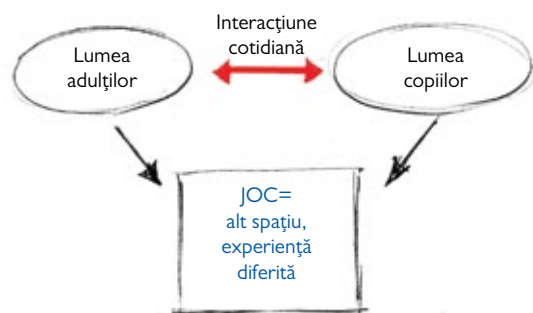 Interacţiune
cotidiană
Lumea
adulţilor
Lumea
copiilor
JOC=
alt spaţiu,
experienţă
diferită